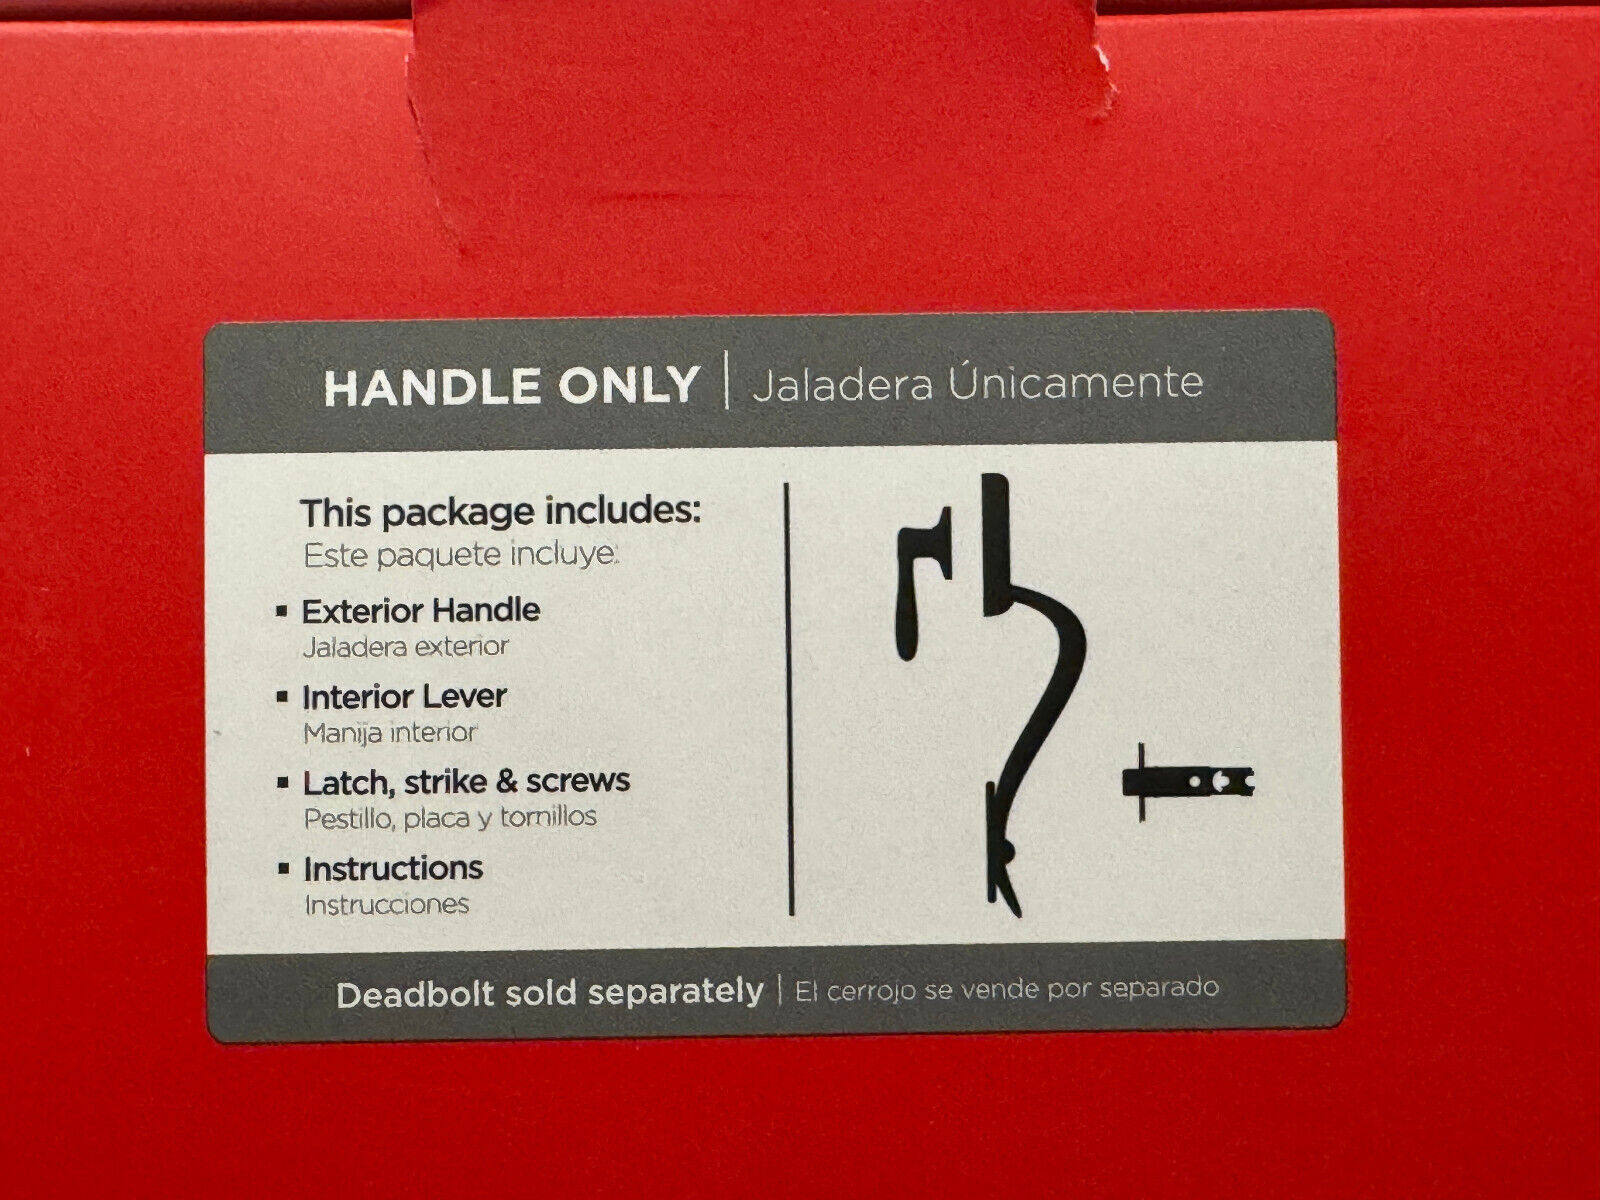 HANDLE ONLY | Jaladera Únicamente
This package includes:
Este paquete incluye:
▪ Exterior Handle
Jaladera exterior
▪ Interior Lever
Manija interior
▪ Latch, strike & screws
Pestillo, placa y tornillos
▪ Instructions
Instrucciones
Deadbolt sold separately | El cerrojo se vende por separado